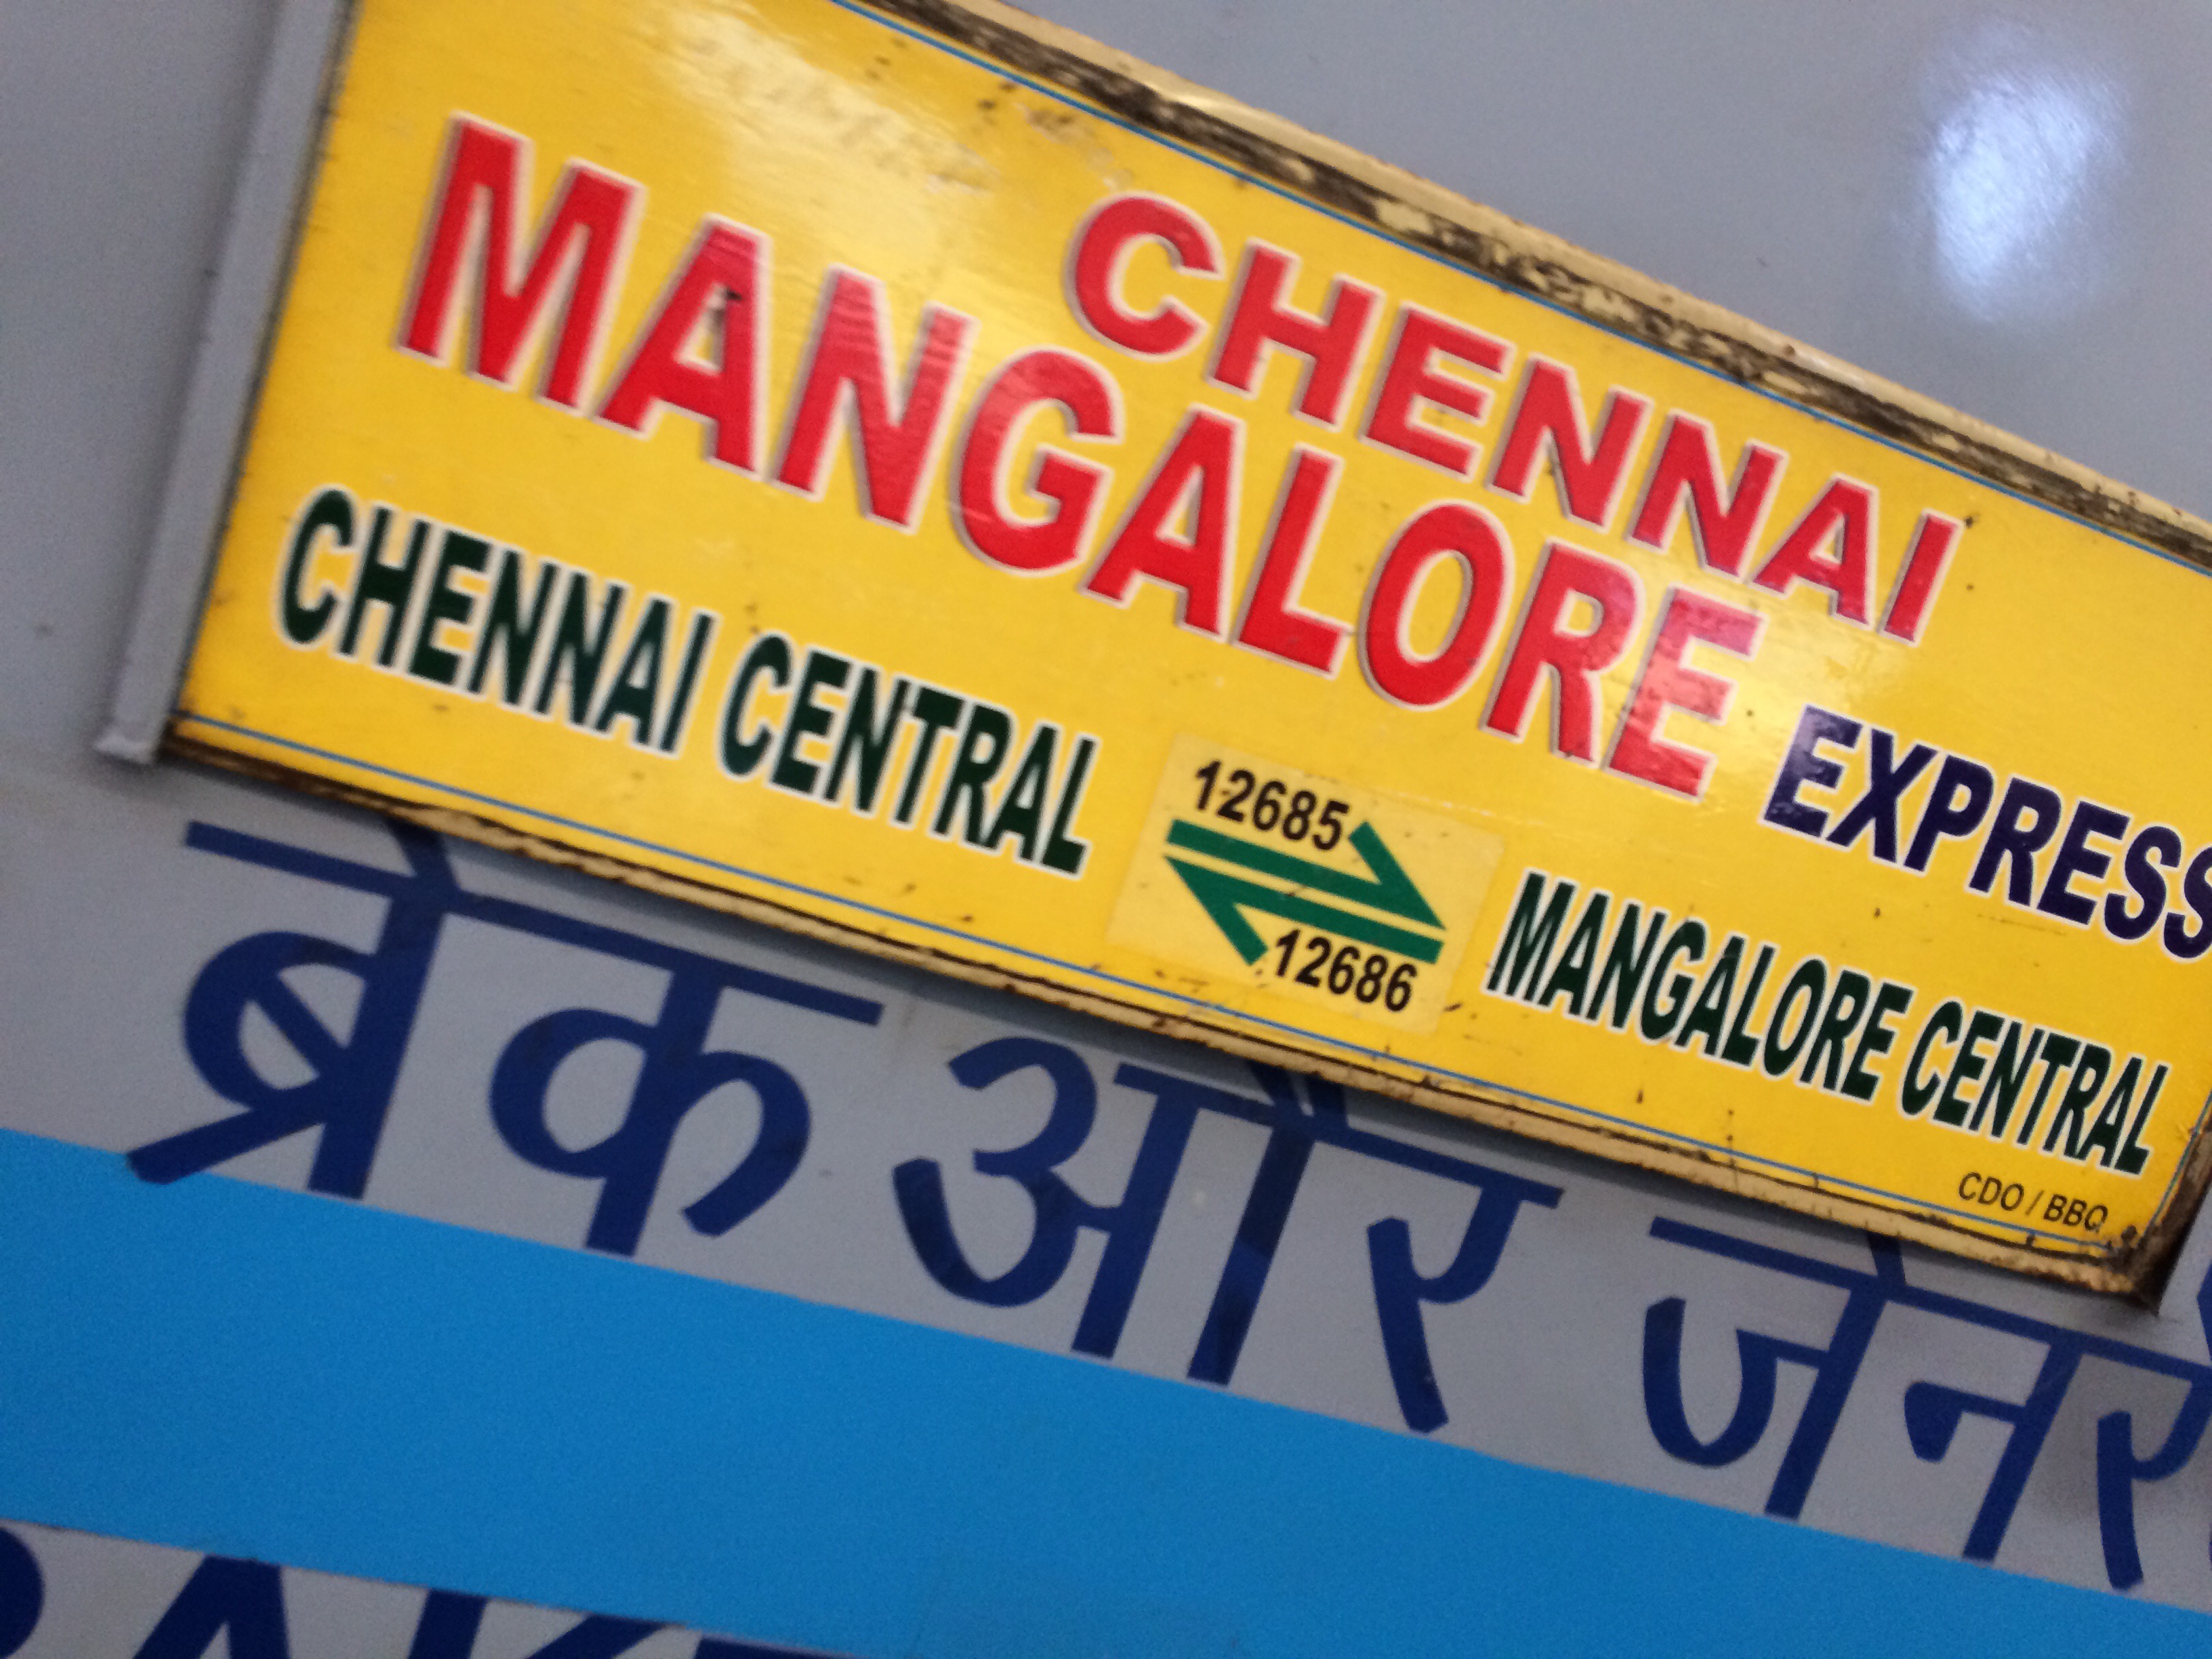 CHENNAI
MANGALORE EXPRESS
CHENNAI CENTRAL
12685
12686
MANGALORE CENTRAL
CDO / BBQ
ब्रेक और